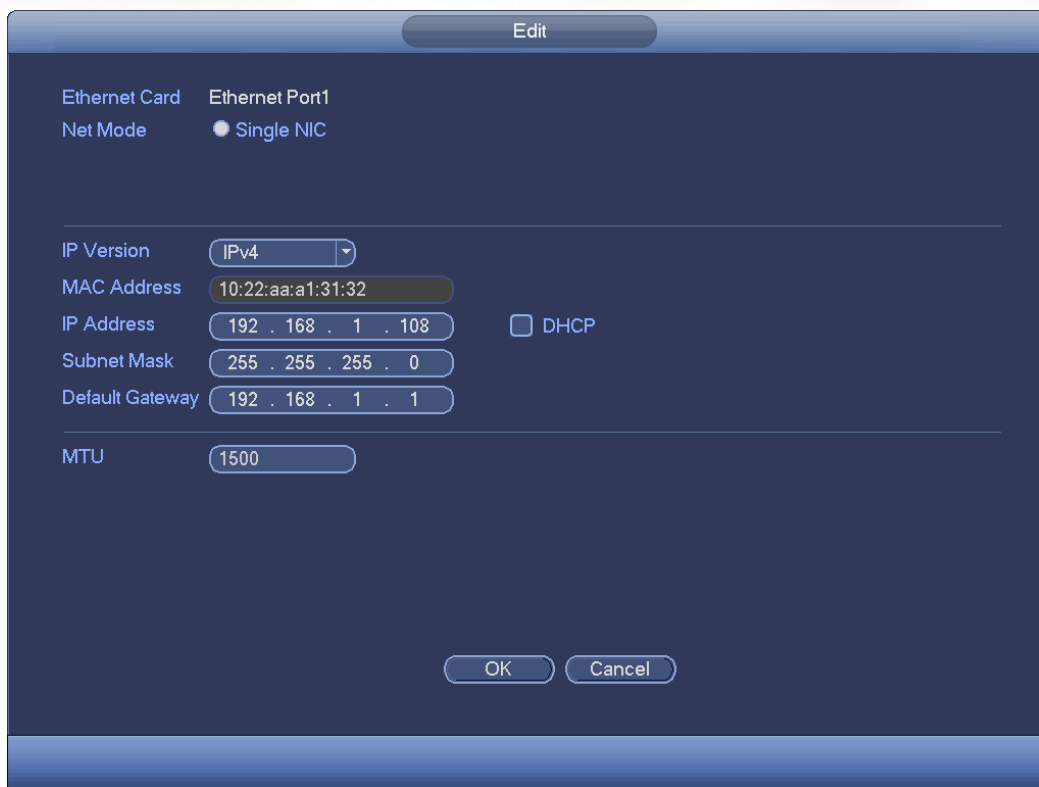 Edit
Ethernet Card Ethernet Port1
Net Mode Single NIC
IP Version IPv4
MAC Address 10:22:aa:a1:31:32
IP Address 192 . 168 . 1 . 108 DHCP
Subnet Mask 255 . 255 . 255 . 0
Default Gateway 192 . 168 . 1 . 1
MTU 1500
OK Cancel